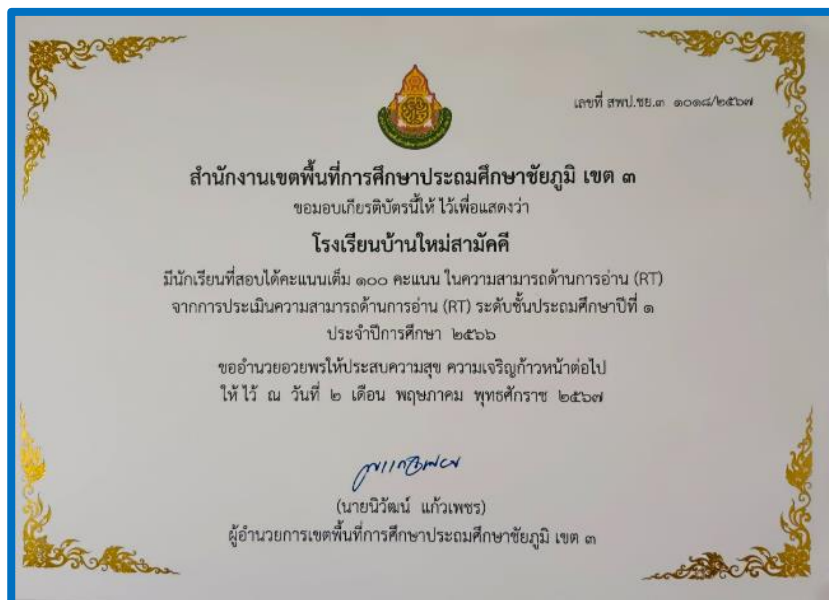 เลขที่ สพป.ชย.๓ ๑๐๑๘/๒๕๖๗
สำนักงานเขตพื้นที่การศึกษาประถมศึกษาชัยภูมิ เขต ๓
ขอมอบเกียรติบัตรนี้ให้ ไว้เพื่อแสดงว่า
โรงเรียนบ้านใหม่สามัคคี
มีนักเรียนที่สอบได้คะแนนเต็ม ๑๐๐ คะแนน ในความสามารถด้านการอ่าน (RT)
จากการประเมินความสามารถด้านการอ่าน (RT) ระดับชั้นประถมศึกษาปีที่ ๑
ประจำปีการศึกษา ๒๕๖๖
ขออำนวยอวยพรให้ประสบความสุข ความเจริญก้าวหน้าต่อไป
ให้ไว้ ณ วันที่ ๒ เดือน พฤษภาคม พุทธศักราช ๒๕๖๗
(นายนิวัฒน์ แก้วเพชร)
ผู้อำนวยการเขตพื้นที่การศึกษาประถมศึกษาชัยภูมิ เขต ๓